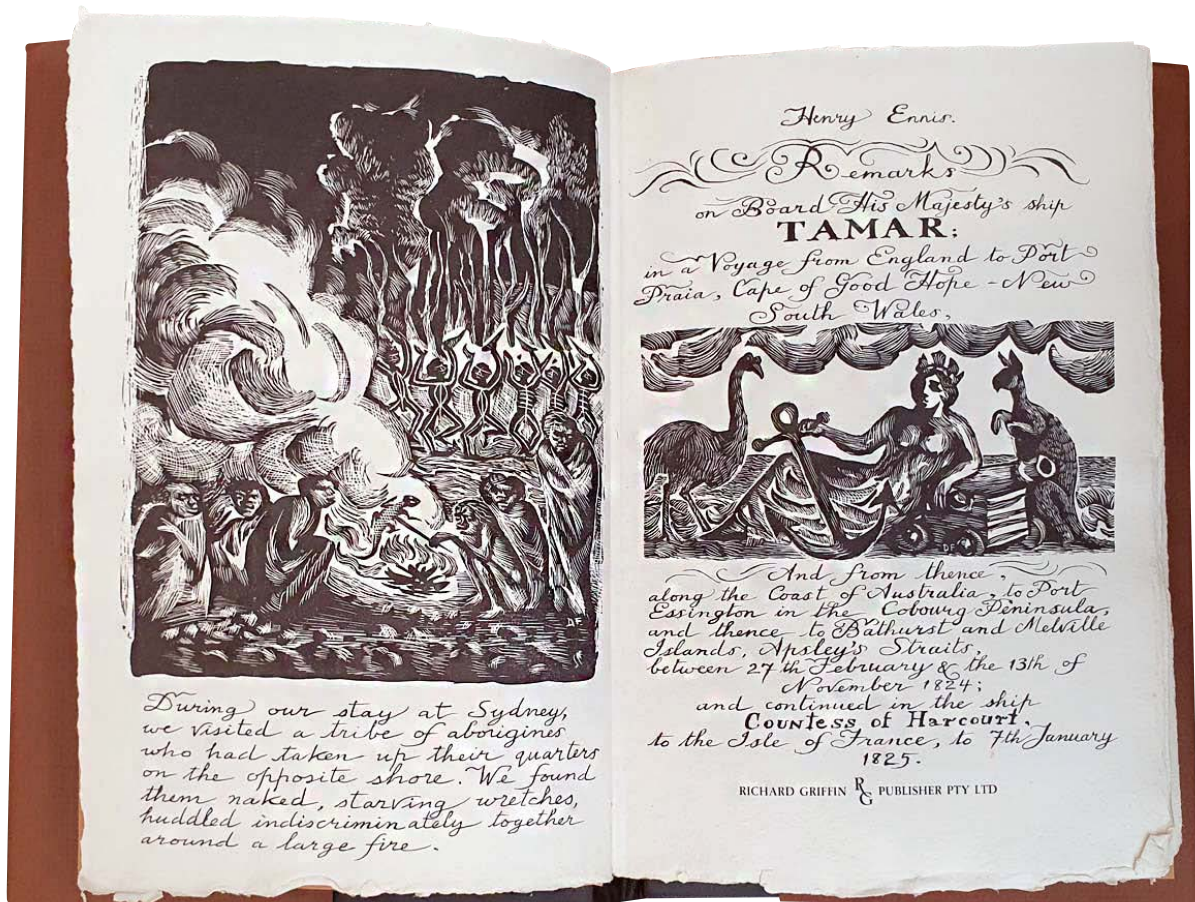 During our stay at Sydney,
we visited a tribe of aborigines
who had taken up their quarters
on the opposite shore. We found
them naked, starving wretches,
huddled indiscriminately together
around a large fire.
Henry Ennis.
Remarks
on Board His Majesty's ship
TAMAR;
in a Voyage from England to Port
Praia, Cape of Good Hope - New
South Wales,
And from thence,
along the Coast of Australia, to Port
Essington in the Cobourg Peninsula,
and thence to Bathurst and Melville
Islands, Apsley's Straits,
between 27th February & the 13th of
November 1824;
and continued in the ship
Countess of Harcourt,
to the Isle of France, to 7th January
1825.
RICHARD GRIFFIN RG PUBLISHER PTY LTD